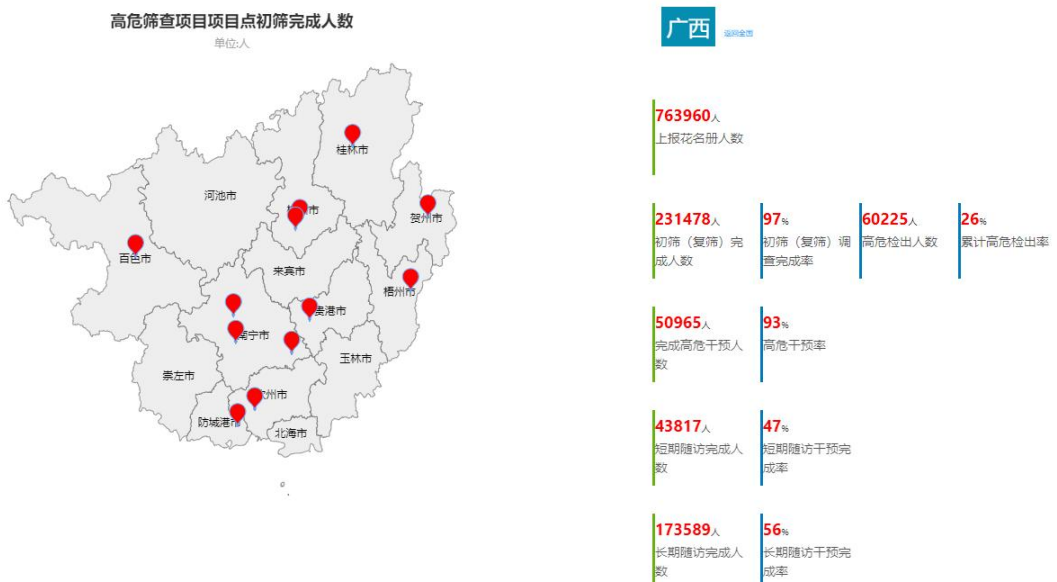 高危筛查项目项目点初筛完成人数
单位:人
广西
返回全国
桂林市
河池市
市
贺州市
百色市
来宾市
梧州市
贵港市
南宁市
玉林市
崇左市
州市
防城港市
北海市
763960人
上报花名册人数
231478人
初筛（复筛）完
成人数
97%
初筛（复筛）调
查完成率
60225人
高危检出人数
26%
累计高危检出率
50965人
完成高危干预人
数
93%
高危干预率
43817人
短期随访完成人
数
47%
短期随访干预完
成率
173589人
长期随访完成人
数
56%
长期随访干预完
成率